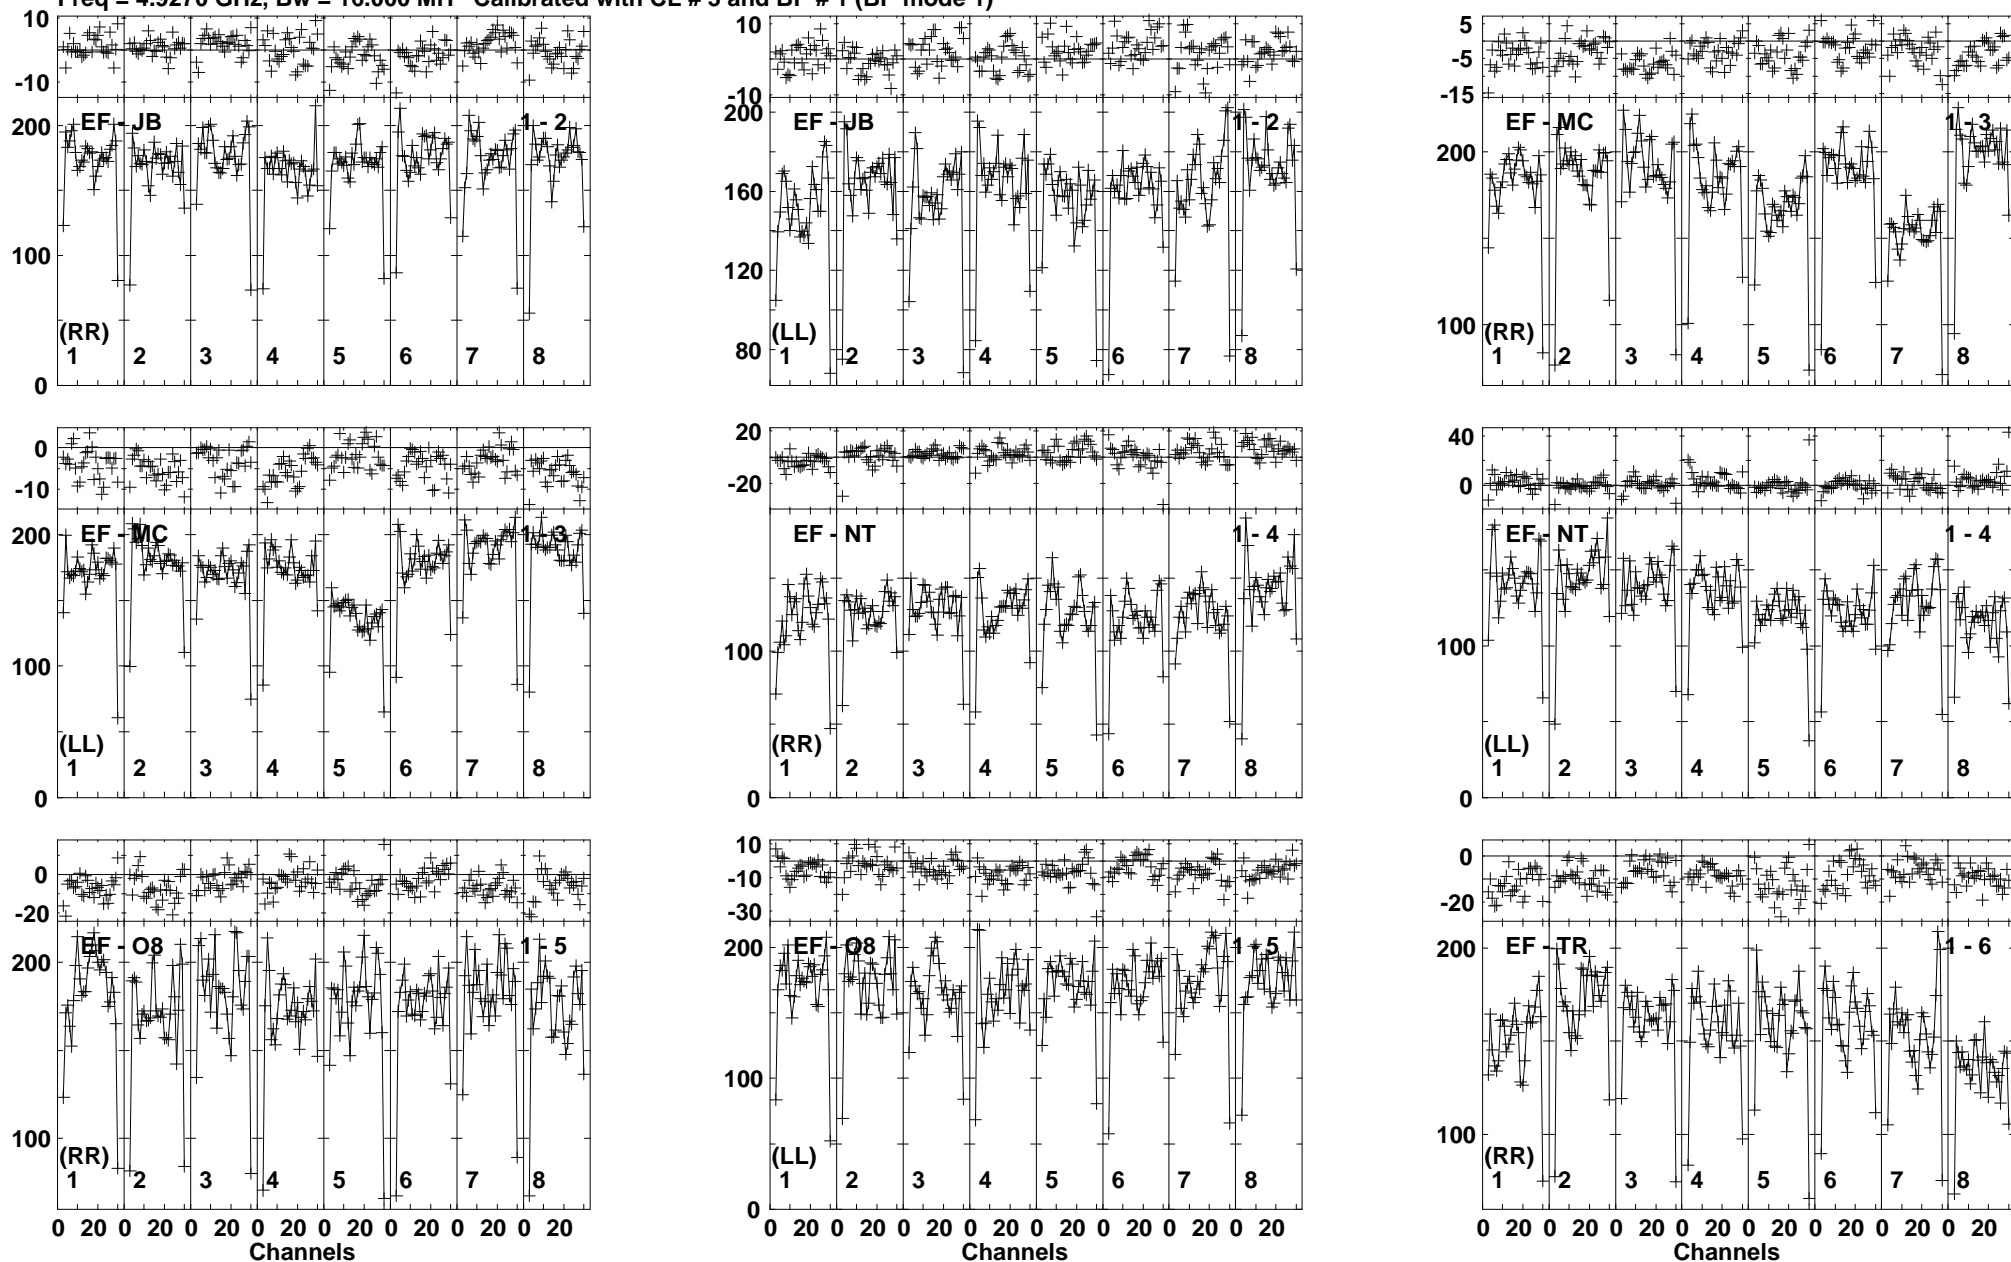 Freq = 4.9270 GHz, Bw = 16.000 MH Calibrated with CL # 3 and BP # 1 (BP mode 1)
10 -10 10 -10 5 -5 -15
200 100 0 EF - JB 1 - 2 (RR) 1 2 3 4 5 6 7 8
200 160 120 80 EF - JB 1 - 2 (LL) 1 2 3 4 5 6 7 8
200 100 EF - MC 1 - 3 (RR) 1 2 3 4 5 6 7 8
0 -10 20 -20 40 0
200 100 0 EF - MC 1 - 3 (LL) 1 2 3 4 5 6 7 8
100 0 EF - NT 1 - 4 (RR) 1 2 3 4 5 6 7 8
100 0 EF - NT 1 - 4 (LL) 1 2 3 4 5 6 7 8
0 -20 10 -10 -30 0 -20
200 100 EF - O8 1 - 5 (RR) 1 2 3 4 5 6 7 8
200 100 0 EF - O8 1 - 5 (LL) 1 2 3 4 5 6 7 8
200 100 EF - TR 1 - 6 (RR) 1 2 3 4 5 6 7 8
0 20 0 20 0 20 0 20 0 20 0 20 0 20 0 20
0 20 0 20 0 20 0 20 0 20 0 20 0 20 0 20
0 20 0 20 0 20 0 20 0 20 0 20 0 20 0 20
Channels Channels Channels